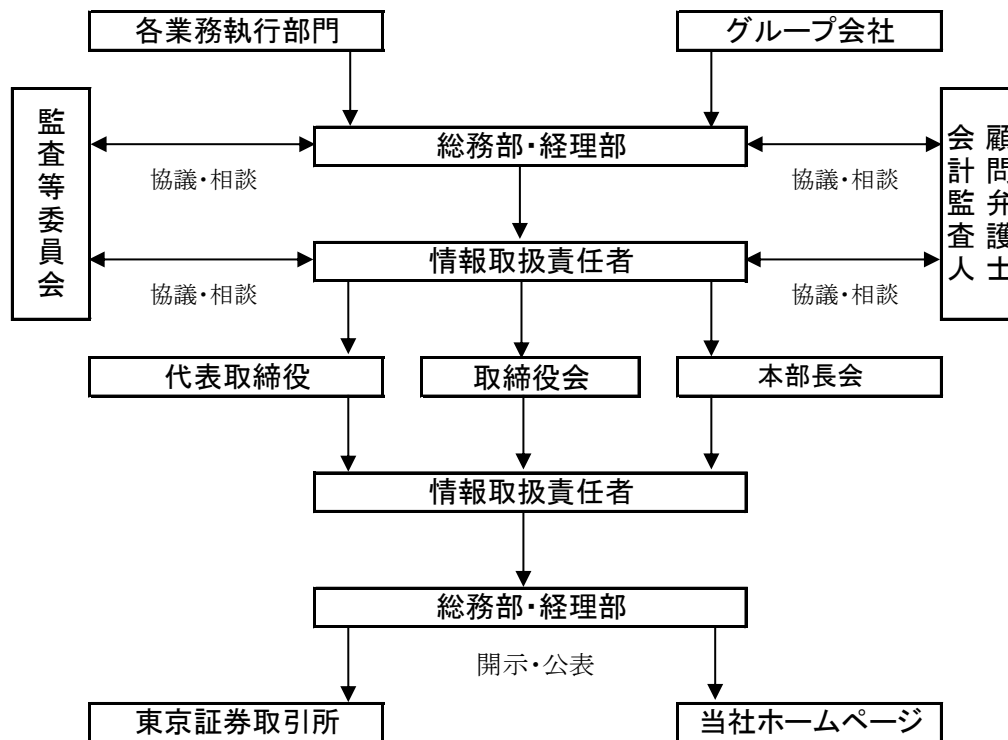 各業務執行部門
グループ会社
監査等委員会
総務部・経理部
顧問弁護士
会計監査人
協議・相談
協議・相談
情報取扱責任者
協議・相談
協議・相談
代表取締役
取締役会
本部長会
情報取扱責任者
総務部・経理部
開示・公表
東京証券取引所
当社ホームページ